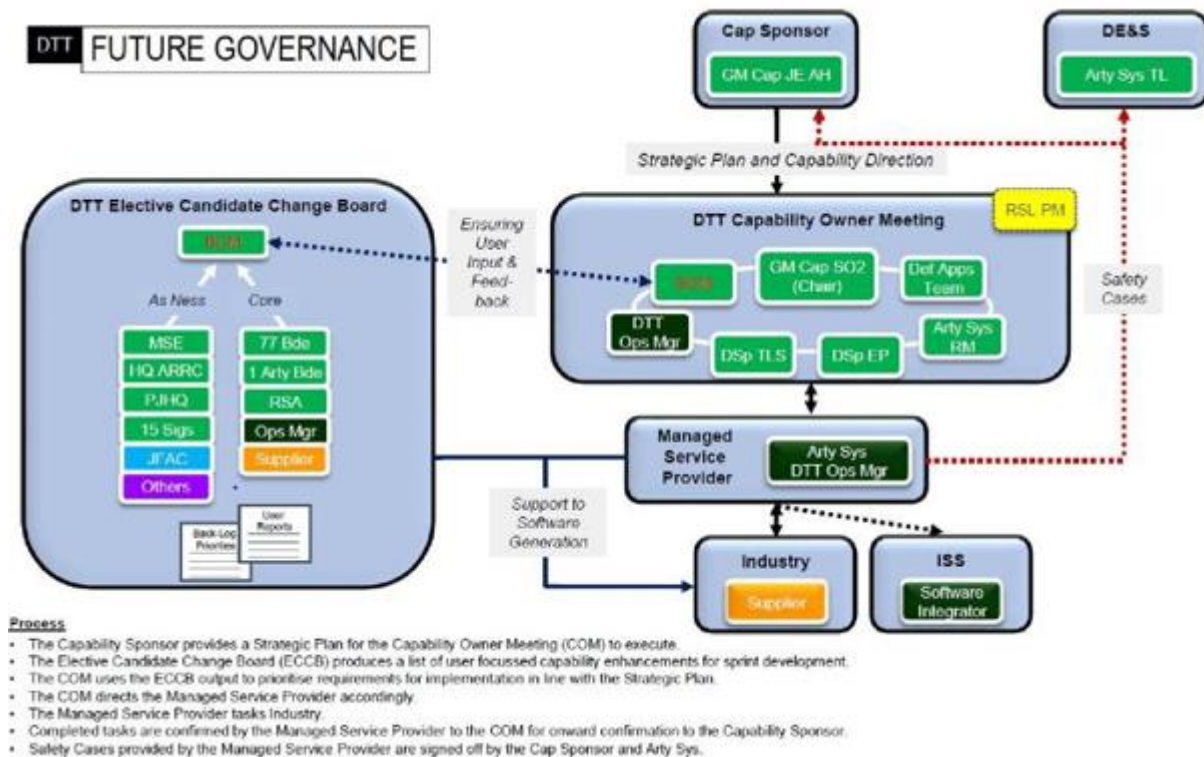 DTT FUTURE GOVERNANCE
Cap Sponsor
GM Cap JE AH
DE&S
Arty Sys TL
Strategic Plan and Capability Direction
DTT Elective Candidate Change Board
As Ness
Core
MSE
HQ ARRC
PJHQ
15 Sigs
JFAC
Others
77 Bde
1 Arty Bde
RSA
Ops Mgr
Supplier
Back-Log
Priorities
User
Reports
Ensuring
User
Input &
Feed-
back
DTT Capability Owner Meeting
RSL PM
GM Cap SO2
(Chair)
Def Apps
Team
DTT
Ops Mgr
DSp TLS
DSp EP
Arty Sys
RM
Safety
Cases
Managed
Service
Provider
Arty Sys
DTT Ops Mgr
Support to
Software
Generation
Industry
Supplier
ISS
Software
Integrator
Process
• The Capability Sponsor provides a Strategic Plan for the Capability Owner Meeting (COM) to execute.
• The Elective Candidate Change Board (ECCB) produces a list of user focussed capability enhancements for sprint development.
• The COM uses the ECCB output to prioritise requirements for implementation in line with the Strategic Plan.
• The COM directs the Managed Service Provider accordingly.
• The Managed Service Provider tasks Industry.
• Completed tasks are confirmed by the Managed Service Provider to the COM for onward confirmation to the Capability Sponsor.
• Safety Cases provided by the Managed Service Provider are signed off by the Cap Sponsor and Arty Sys.